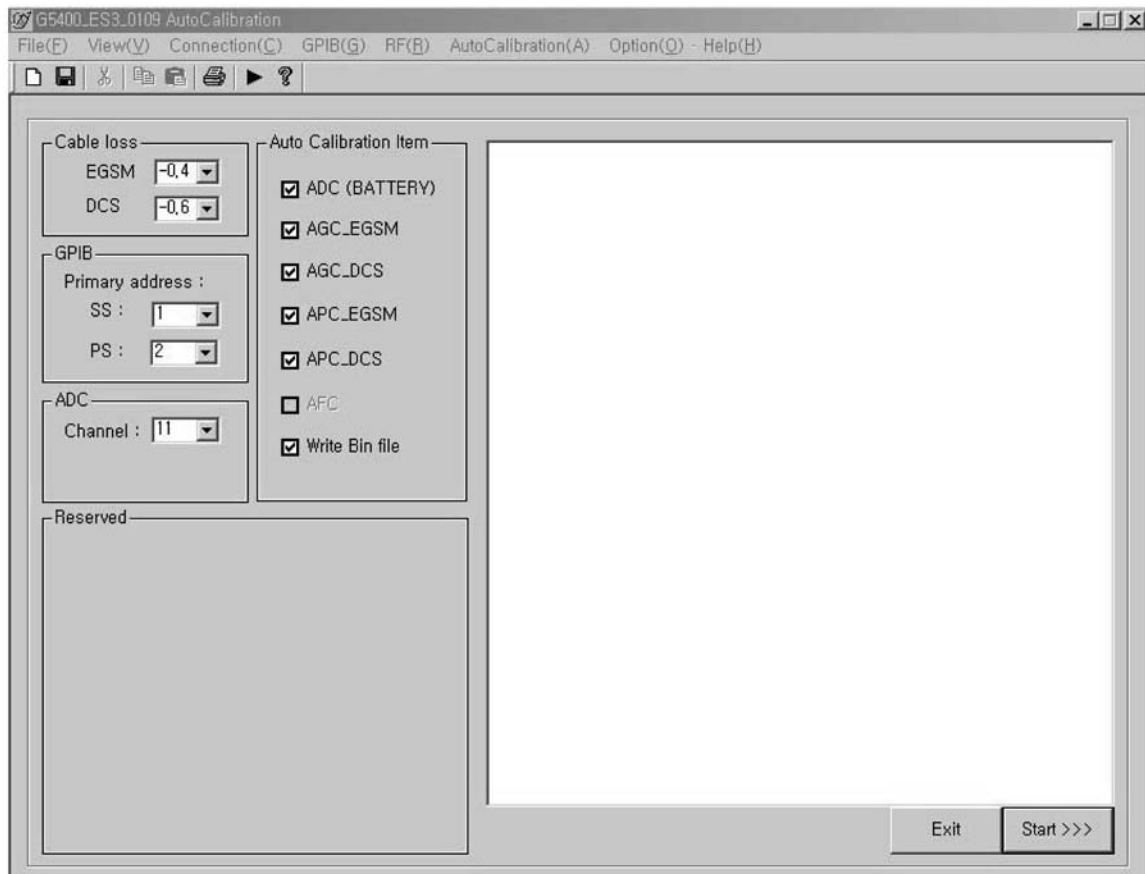 G5400_ES3_0109 AutoCalibration
File(F) View(V) Connection(C) GPIB(G) RF(R) AutoCalibration(A) Option(O) - Help(H)
Cable loss
EGSM -0.4
DCS -0.6
GPIB
Primary address :
SS : 1
PS : 2
ADC
Channel : 11
Auto Calibration Item
ADC (BATTERY)
AGC_EGSM
AGC_DCS
APC_EGSM
APC_DCS
AFC
Write Bin file
Reserved
Exit
Start >>>